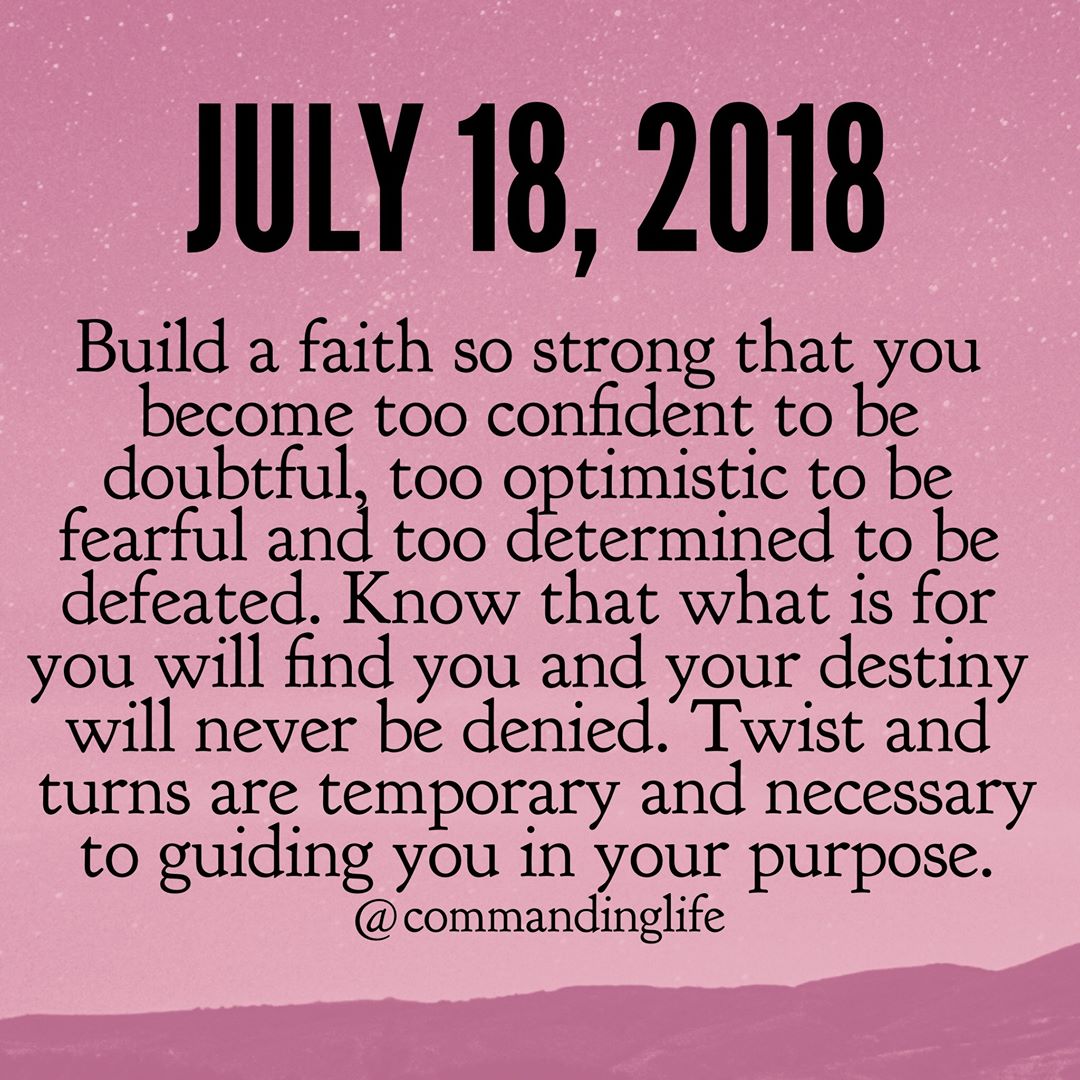 JULY 18, 2018
Build a faith so strong that you
become too confident to be
doubtful, too optimistic to be
fearful and too determined to be
defeated. Know that what is for
you will find you and your destiny
will never be denied. Twist and
turns are temporary and necessary
to guiding you in your purpose.
@commandinglife